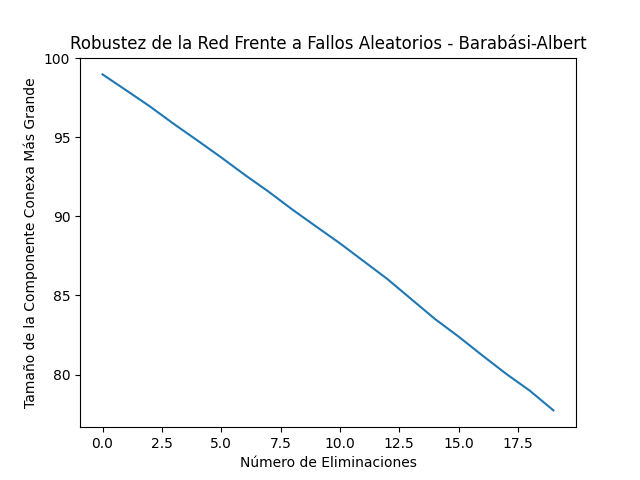 Robustez de la Red Frente a Fallos Aleatorios - Barabási-Albert
Tamaño de la Componente Conexa Más Grande
100
95
90
85
80
0.0 2.5 5.0 7.5 10.0 12.5 15.0 17.5
Número de Eliminaciones